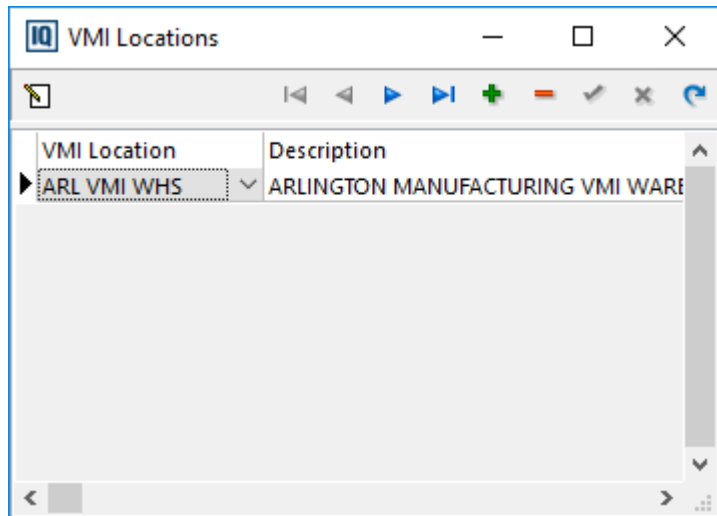 IQ VMI Locations
VMI Location Description
ARL VMI WHS ARLINGTON MANUFACTURING VMI WARE